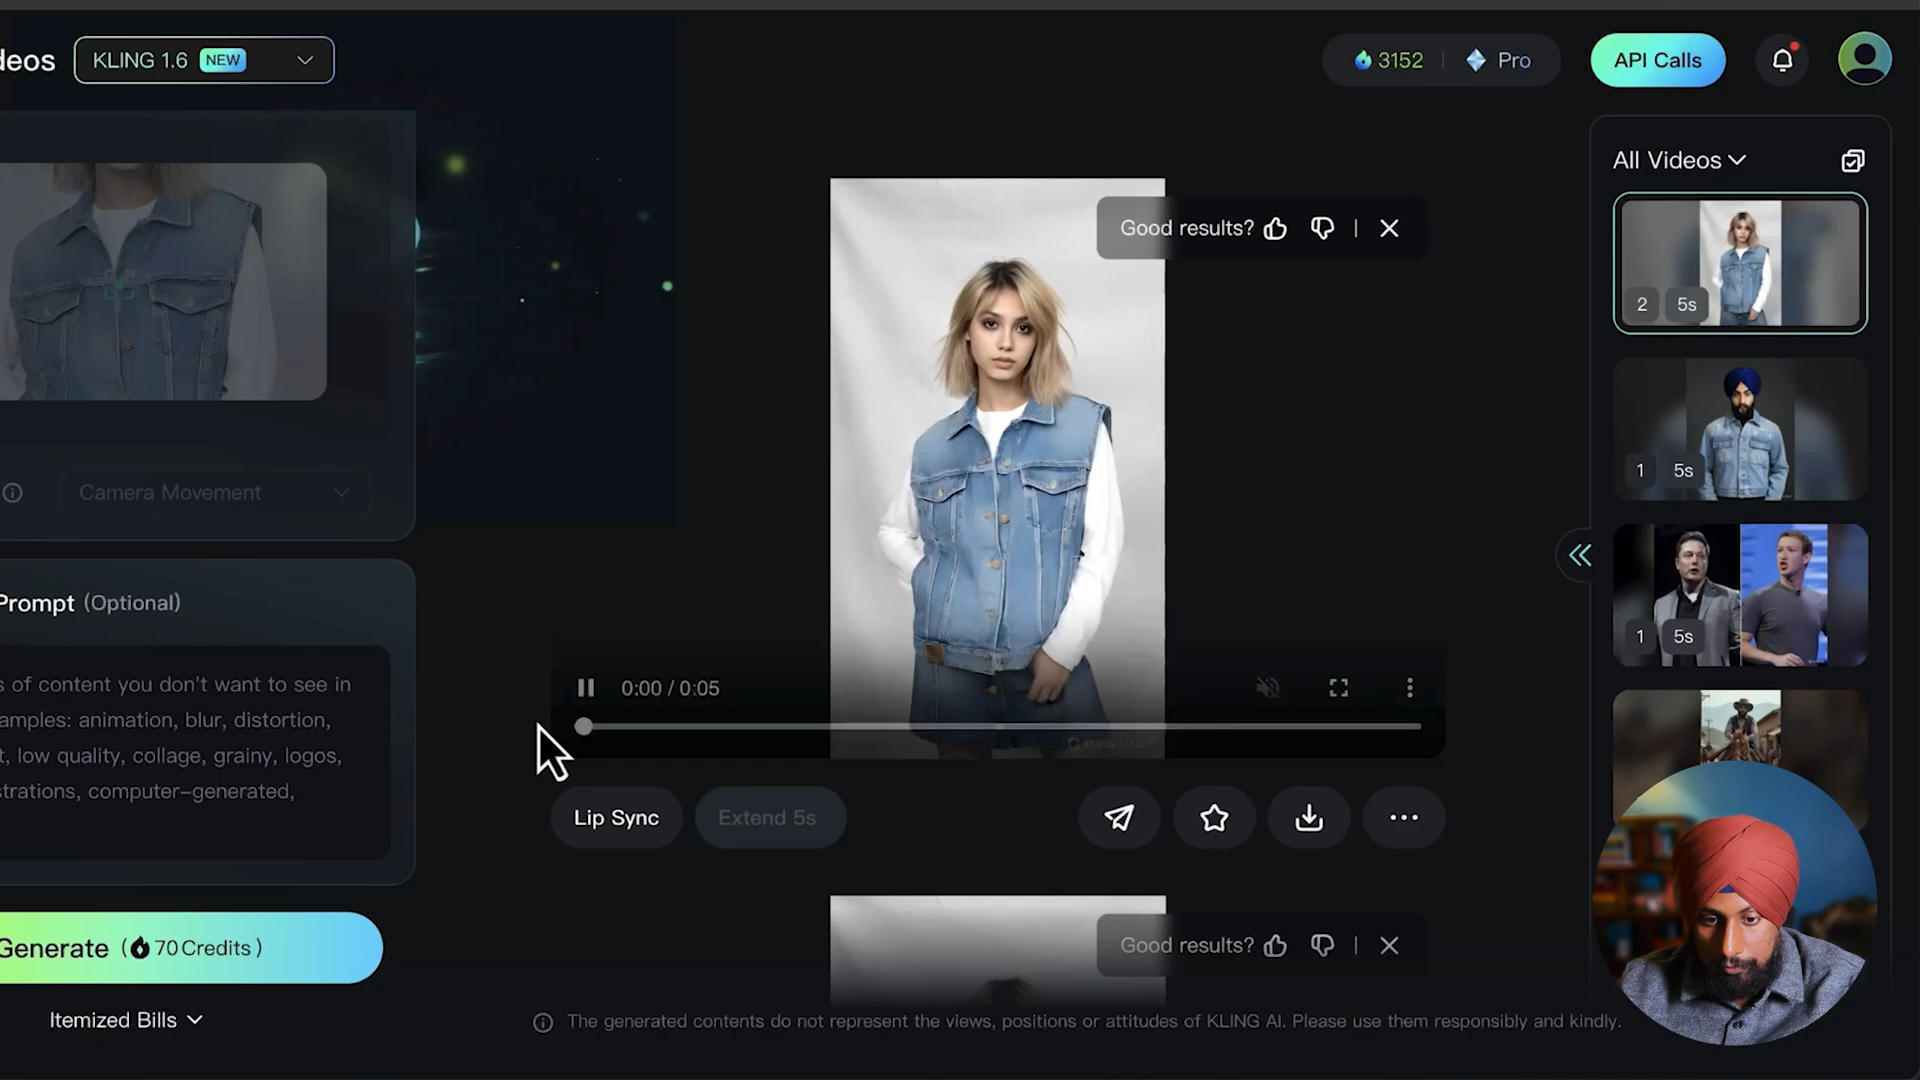 deos
KLING 1.6 NEW
3152
Pro
API Calls
All Videos
Good results?
2 5s
1 5s
Camera Movement
1 5s
Prompt (Optional)
s of content you don't want to see in
amples: animation, blur, distortion,
t, low quality, collage, grainy, logos,
strations, computer-generated,
0:00 / 0:05
Lip Sync
Extend 5s
Generate (70 Credits)
Good results?
Itemized Bills
The generated contents do not represent the views, positions or attitudes of KLING AI. Please use them responsibly and kindly.